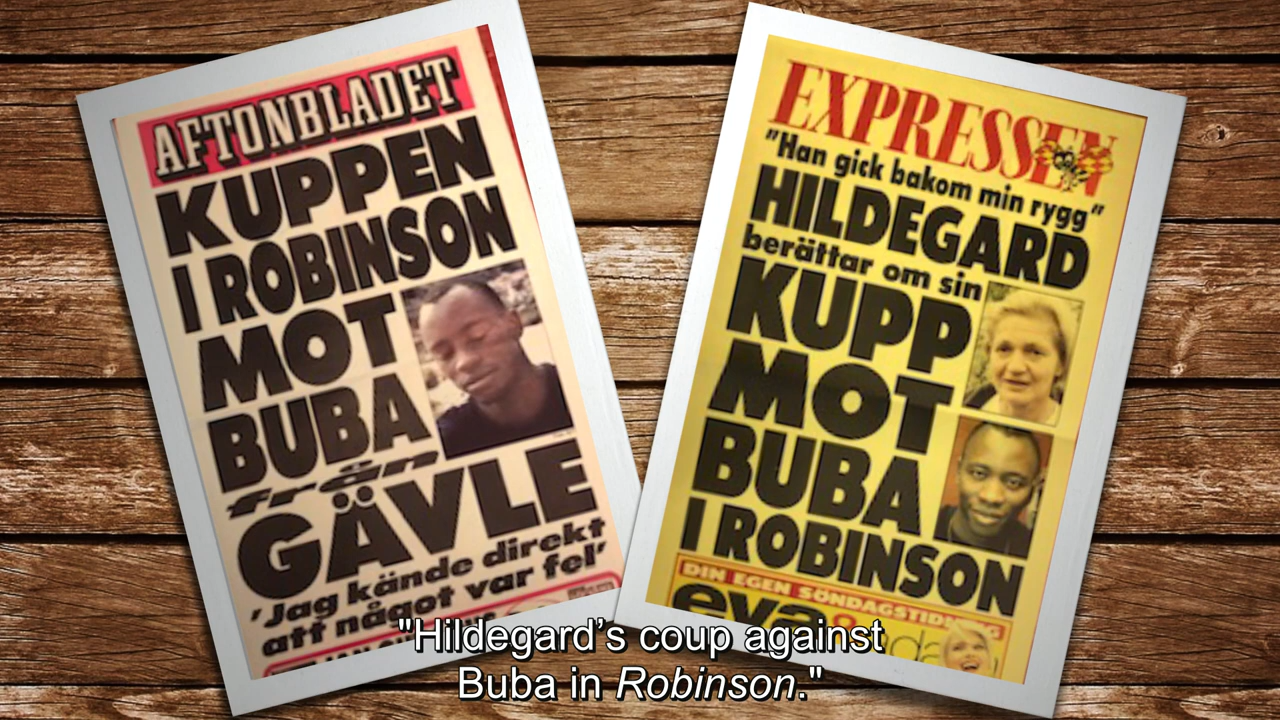 AFTONBLADET
KUPPEN
I ROBINSON
MOT
BUBA
från
GÄVLE
'Jag kände direkt
att något var fel'
EXPRESSEN
"Han gick bakom min rygg"
HILDEGARD
berättar om sin
KUPP
MOT
BUBA
I ROBINSON
DIN EGEN SÖNDAGSTIDNING
eva
"Hildegard’s coup against
Buba in Robinson."